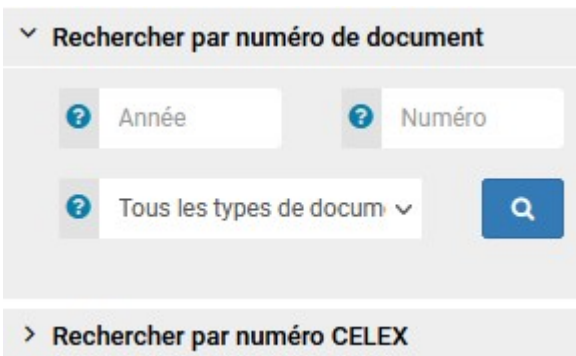 Rechercher par numéro de document
Année Numéro
Tous les types de docum
Rechercher par numéro CELEX